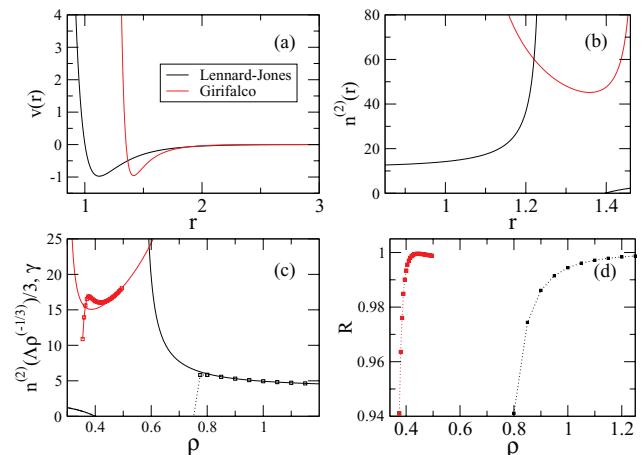 4
3
2
1
0
-1
v(r)
(a)
Lennard-Jones
Girifalco
1
2
3
r
80
60
40
20
0
n(2)(r)
(b)
1
1.2
1.4
r
25
20
15
10
5
0
n(2)(Λρ(-1/3))/3, γ
(c)
0.4
0.6
0.8
1
ρ
1
0.98
0.96
0.94
R
(d)
0.4
0.6
0.8
1
1.2
ρ